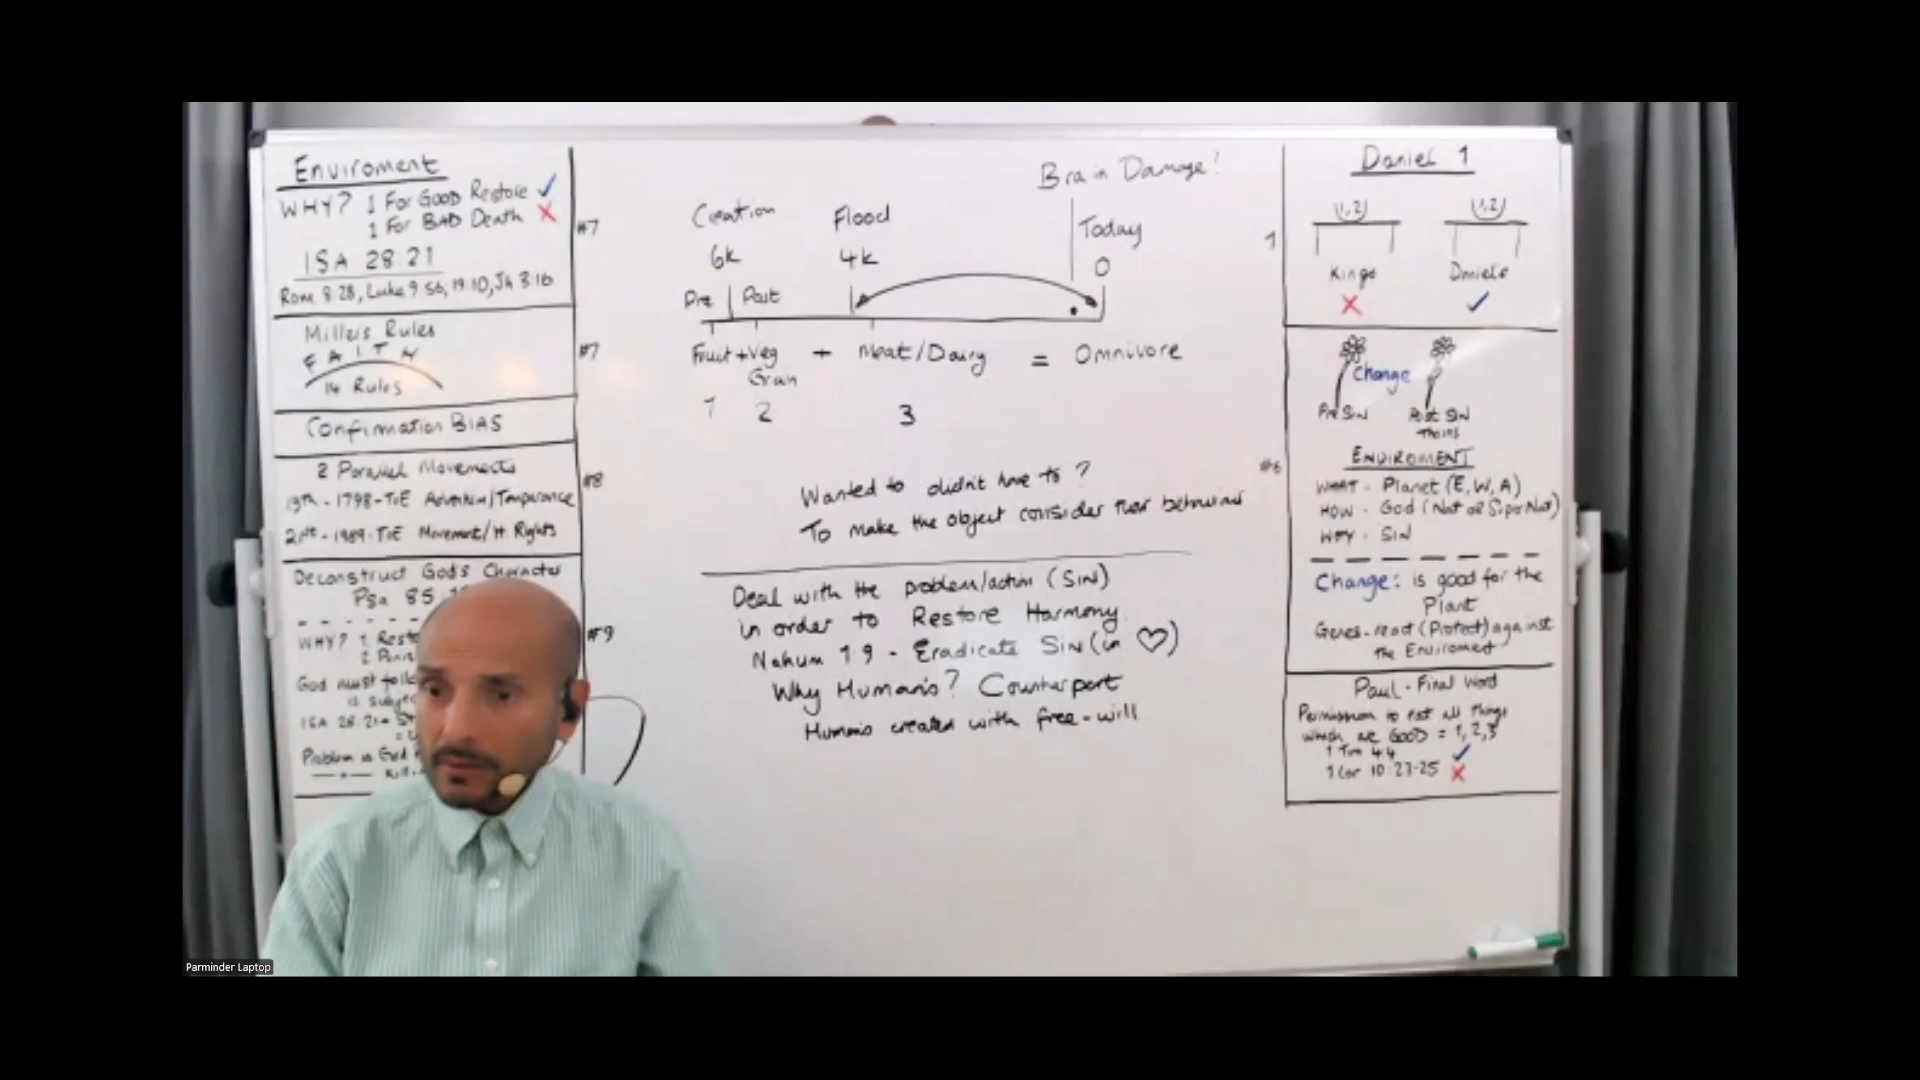 Enviroment
WHY? 1 For GOOD Restore ✓
1 For BAD Death ✗
ISA 28 21
Rom 8 28, Luke 9 56, 19 10, Jh 3 16
#7
Millers Rules
F A I T H
14 Rules
#7
Confirmation BIAS
2 Parallel Movements
19th - 1798 - ToE Adventism/Temperance
21st - 1989 - ToE Movement/H. Rights
#8
Deconstruct God's Character
Psa 85
WHY? 1
2
God must
is
ISA 28:21
Problem is God
#9
Brain Damage!
Creation
Flood
Today
6k
4k
0
Pre
Post
Fruit + Veg + Meat/Dairy = Omnivore
Grain
1 2 3
Wanted to didn't have to?
To make the object consider their behaviour
Deal with the problem/action (SIN)
in order to Restore Harmony
Nahum 1 9 - Eradicate SIN (in ♡)
Why Humans? Counterpart
Humans created with free-will
Daniel 1
(1,2) (1,2)
1
Kings Daniels
✗ ✓
Change
Pre SIN Post SIN
Thorns
#6
ENVIROMENT
WHAT - Planet (E, W, A)
HOW - God (Nat or SuperNat)
WHY - SIN
Change: is good for the
Plant
Genes - react (Protect) against
the Enviroment
Paul - Final Word
Permission to eat all things
which are GOOD = 1, 2, 3
1 Tim 4 4 ✓
1 Cor 10:23-25 ✗
Parminder Laptop